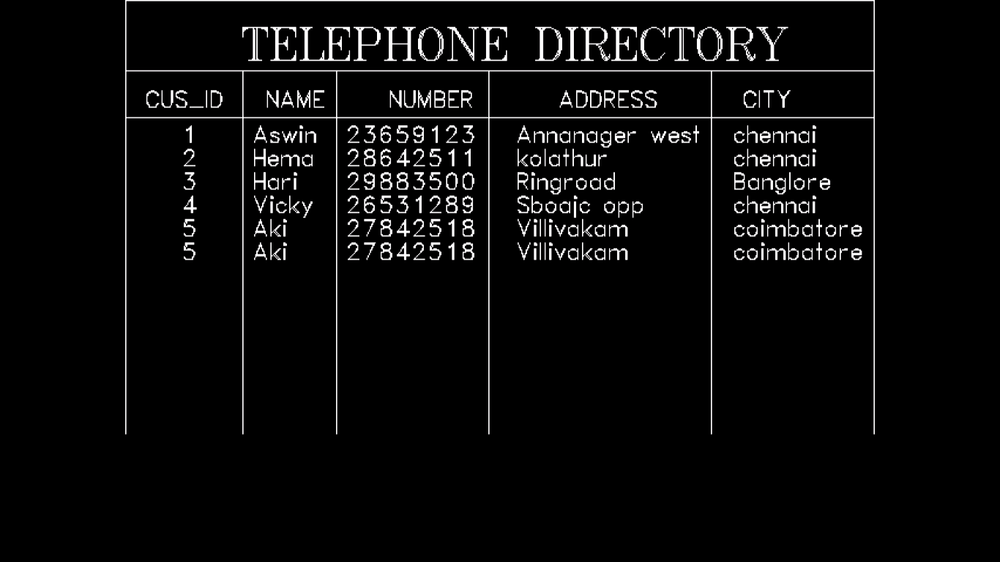 TELEPHONE DIRECTORY
CUS_ID NAME NUMBER ADDRESS CITY
1 Aswin 23659123 Annanager west chennai
2 Hema 28642511 kolathur chennai
3 Hari 29883500 Ringroad Banglore
4 Vicky 26531289 Sboajc opp chennai
5 Aki 27842518 Villivakam coimbatore
5 Aki 27842518 Villivakam coimbatore